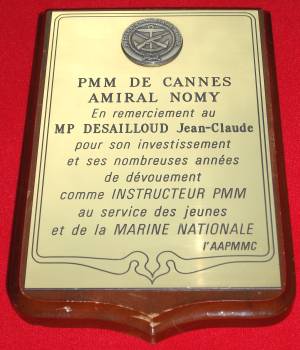 PMM DE CANNES
AMIRAL NOMY
En remerciement au
MP DESAILLOUD Jean-Claude
pour son investissement
et ses nombreuses années
de dévouement
comme INSTRUCTEUR PMM
au service des jeunes
et de la MARINE NATIONALE
l'AAPMMC